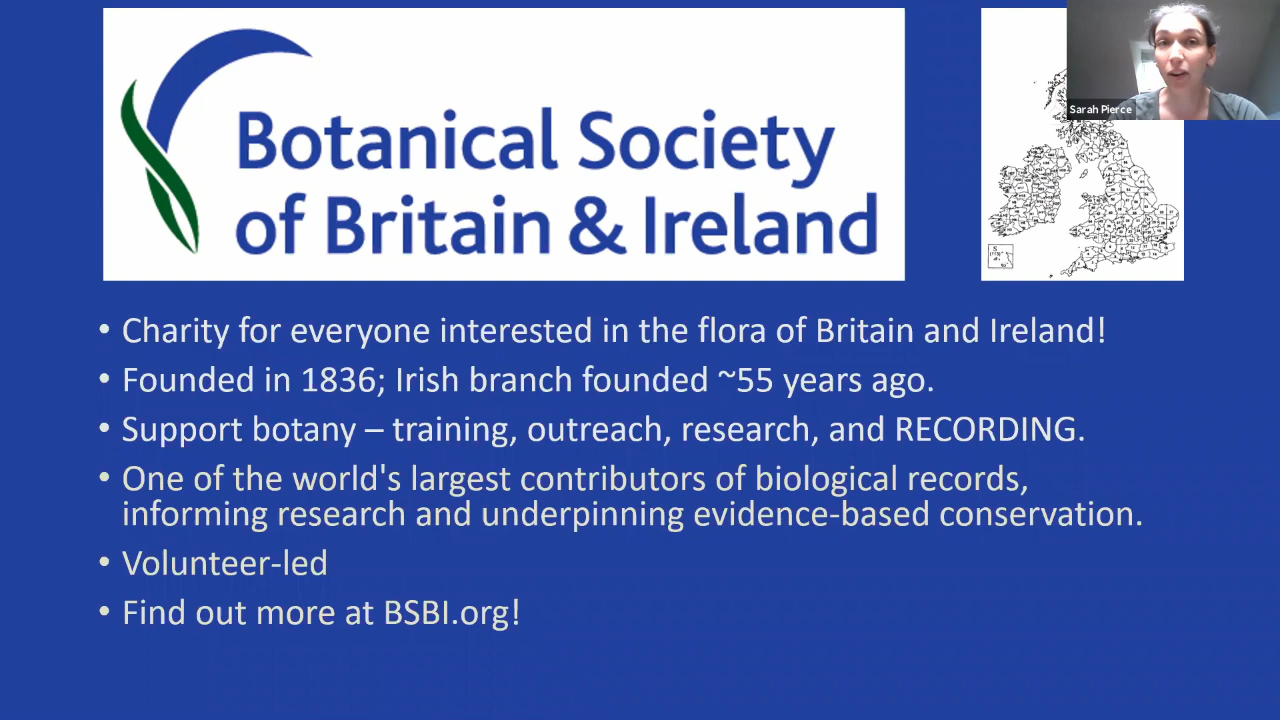 Botanical Society
of Britain & Ireland
Sarah Pierce
• Charity for everyone interested in the flora of Britain and Ireland!
• Founded in 1836; Irish branch founded ~55 years ago.
• Support botany – training, outreach, research, and RECORDING.
• One of the world's largest contributors of biological records,
informing research and underpinning evidence-based conservation.
• Volunteer-led
• Find out more at BSBI.org!